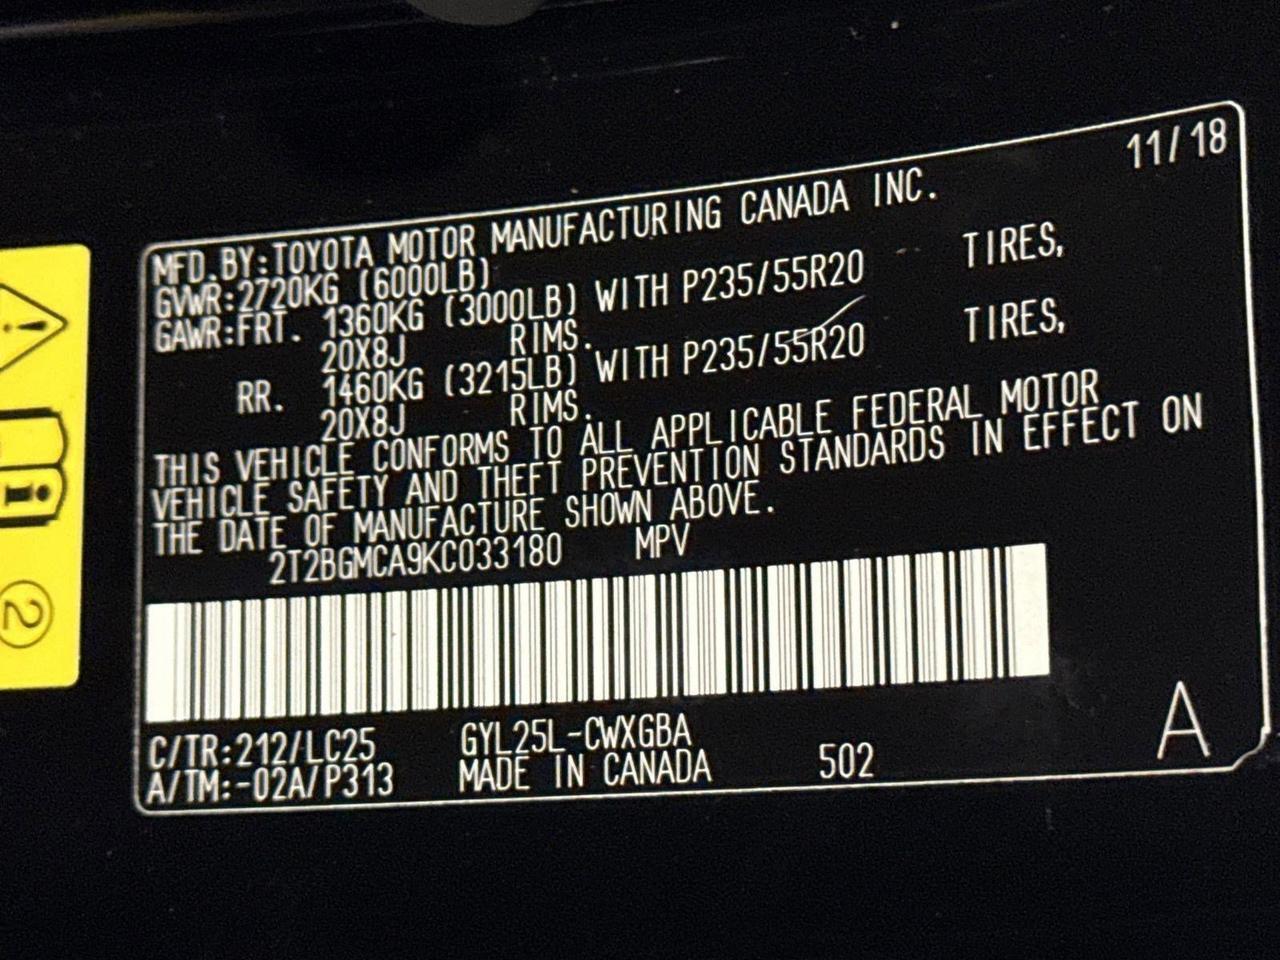 11/18
MFD.BY:TOYOTA MOTOR MANUFACTURING CANADA INC.
GVWR:2720KG (6000LB)
GAWR:FRT. 1360KG (3000LB) WITH P235/55R20 TIRES,
20X8J RIMS.
RR. 1460KG (3215LB) WITH P235/55R20 TIRES,
20X8J RIMS.
THIS VEHICLE CONFORMS TO ALL APPLICABLE FEDERAL MOTOR
VEHICLE SAFETY AND THEFT PREVENTION STANDARDS IN EFFECT ON
THE DATE OF MANUFACTURE SHOWN ABOVE.
2T2BGMCA9KC033180 MPV
C/TR:212/LC25 GYL25L-CWXGBA
A/TM:-02A/P313 MADE IN CANADA 502
A
2